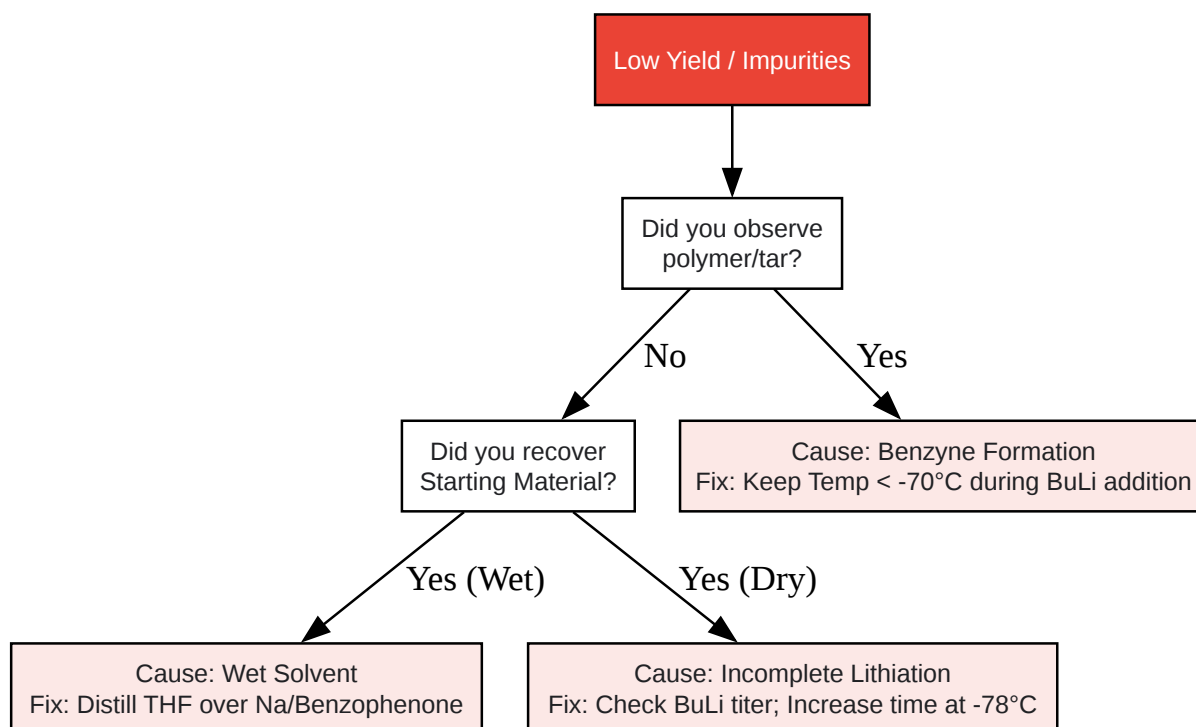 Low Yield / Impurities
Did you observe
polymer/tar?
No
Yes
Did you recover
Starting Material?
Cause: Benzyne Formation
Fix: Keep Temp < -70°C during BuLi addition
Yes (Wet)
Yes (Dry)
Cause: Wet Solvent
Fix: Distill THF over Na/Benzophenone
Cause: Incomplete Lithiation
Fix: Check BuLi titer; Increase time at -78°C